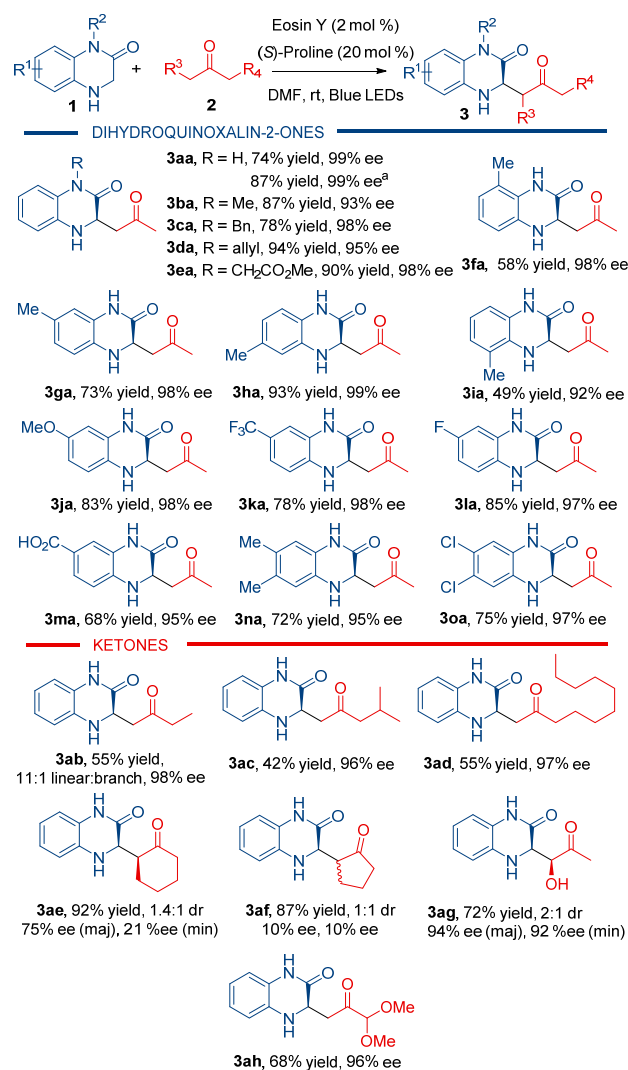 R²
N
O
R¹
N
H
1
+
O
R³
R₄
2
Eosin Y (2 mol %)
(S)-Proline (20 mol %)
DMF, rt, Blue LEDs
R²
N
O
O
R¹
R⁴
N
H
R³
3
DIHYDROQUINOXALIN-2-ONES
R
N
O
O
N
H
3aa, R = H, 74% yield, 99% ee
87% yield, 99% eeᵃ
3ba, R = Me, 87% yield, 93% ee
3ca, R = Bn, 78% yield, 98% ee
3da, R = allyl, 94% yield, 95% ee
3ea, R = CH₂CO₂Me, 90% yield, 98% ee
Me
H
N
O
O
N
H
3fa, 58% yield, 98% ee
Me
H
N
O
O
N
H
3ga, 73% yield, 98% ee
H
N
O
O
Me
N
H
3ha, 93% yield, 99% ee
H
N
O
O
N
H
Me
3ia, 49% yield, 92% ee
MeO
H
N
O
O
N
H
3ja, 83% yield, 98% ee
F₃C
H
N
O
O
N
H
3ka, 78% yield, 98% ee
F
H
N
O
O
N
H
3la, 85% yield, 97% ee
HO₂C
H
N
O
O
N
H
3ma, 68% yield, 95% ee
Me
H
N
O
O
Me
N
H
3na, 72% yield, 95% ee
Cl
H
N
O
O
Cl
N
H
3oa, 75% yield, 97% ee
KETONES
H
N
O
O
N
H
3ab, 55% yield,
11:1 linear:branch, 98% ee
H
N
O
O
N
H
3ac, 42% yield, 96% ee
H
N
O
O
N
H
3ad, 55% yield, 97% ee
H
N
O
O
N
H
3ae, 92% yield, 1.4:1 dr
75% ee (maj), 21 %ee (min)
H
N
O
O
N
H
3af, 87% yield, 1:1 dr
10% ee, 10% ee
H
N
O
O
N
H
OH
3ag, 72% yield, 2:1 dr
94% ee (maj), 92 %ee (min)
H
N
O
O
OMe
N
H
OMe
3ah, 68% yield, 96% ee